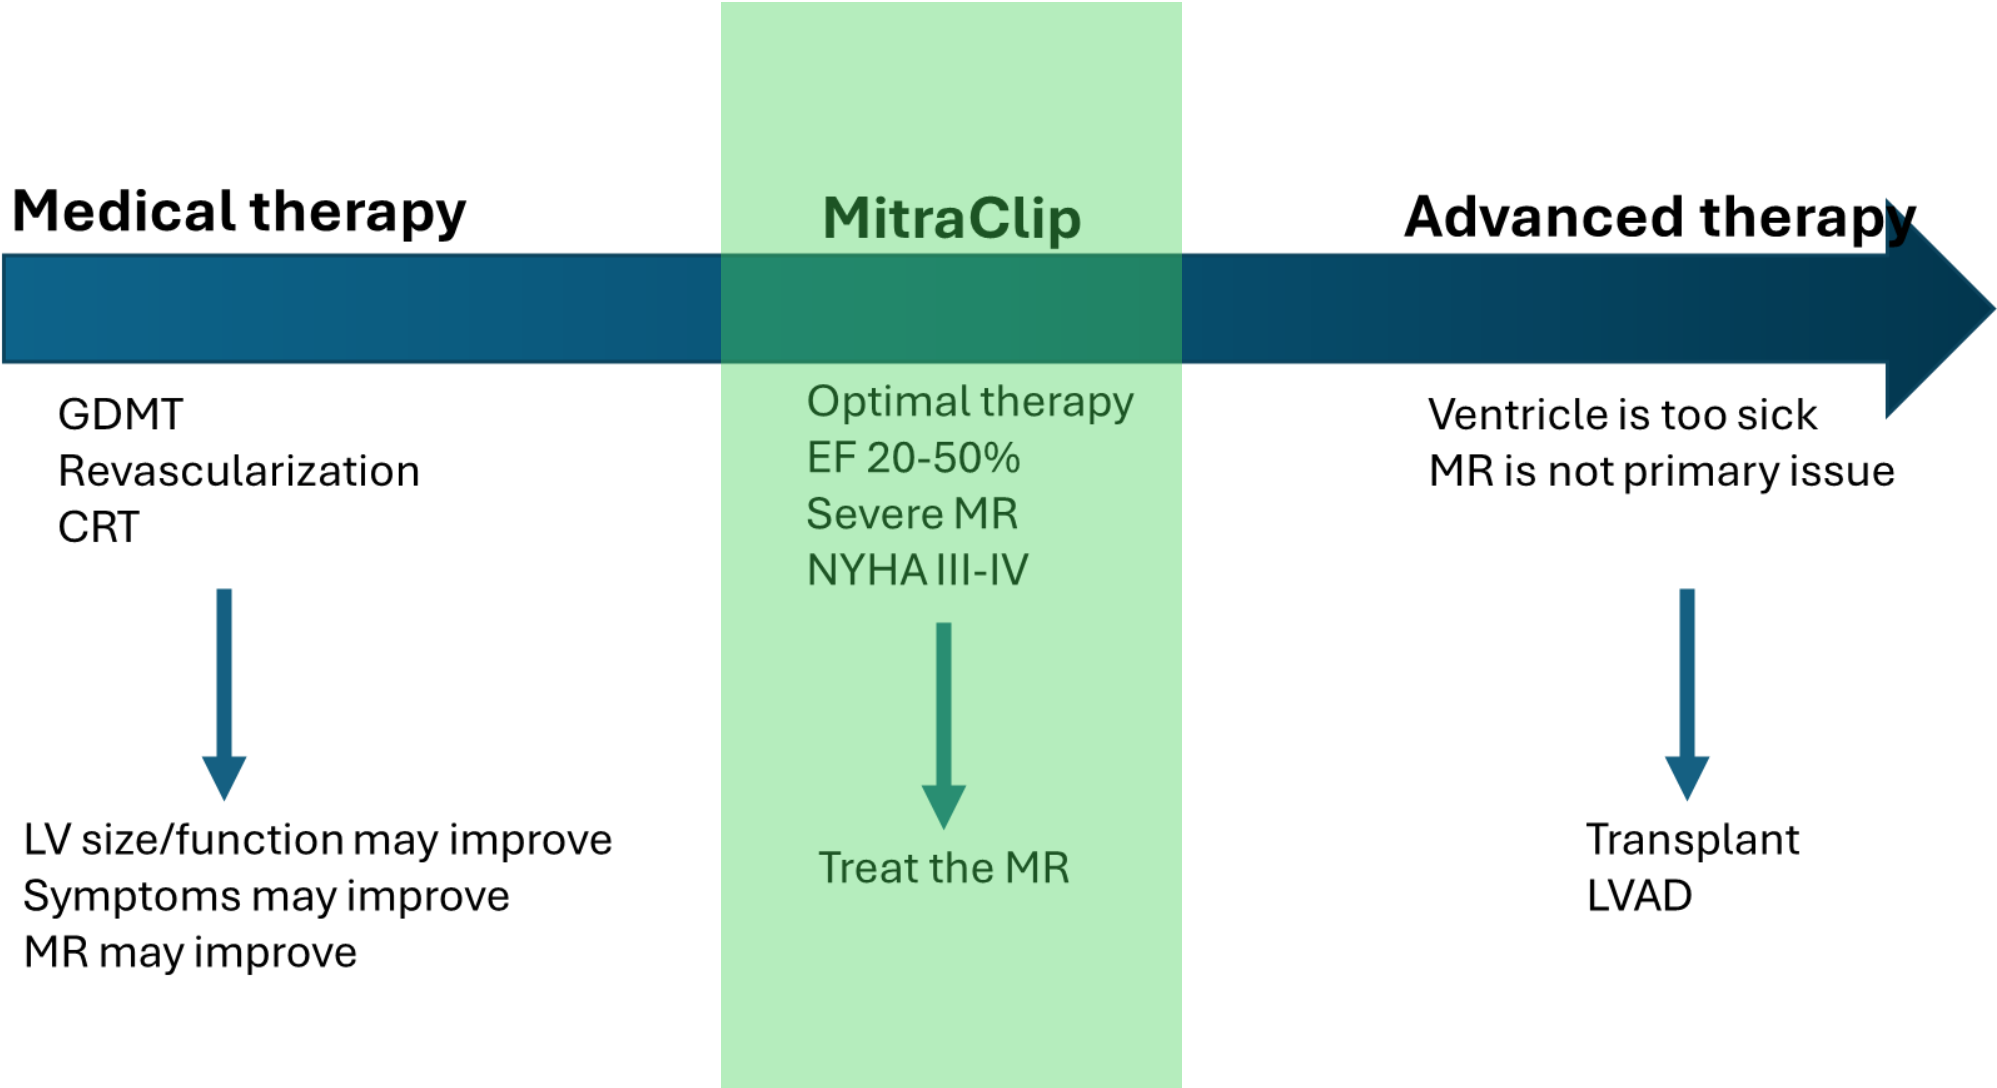 Medical therapy
GDMT
Revascularization
CRT
LV size/function may improve
Symptoms may improve
MR may improve
MitraClip
Optimal therapy
EF 20-50%
Severe MR
NYHA III-IV
Treat the MR
Advanced therapy
Ventricle is too sick
MR is not primary issue
Transplant
LVAD